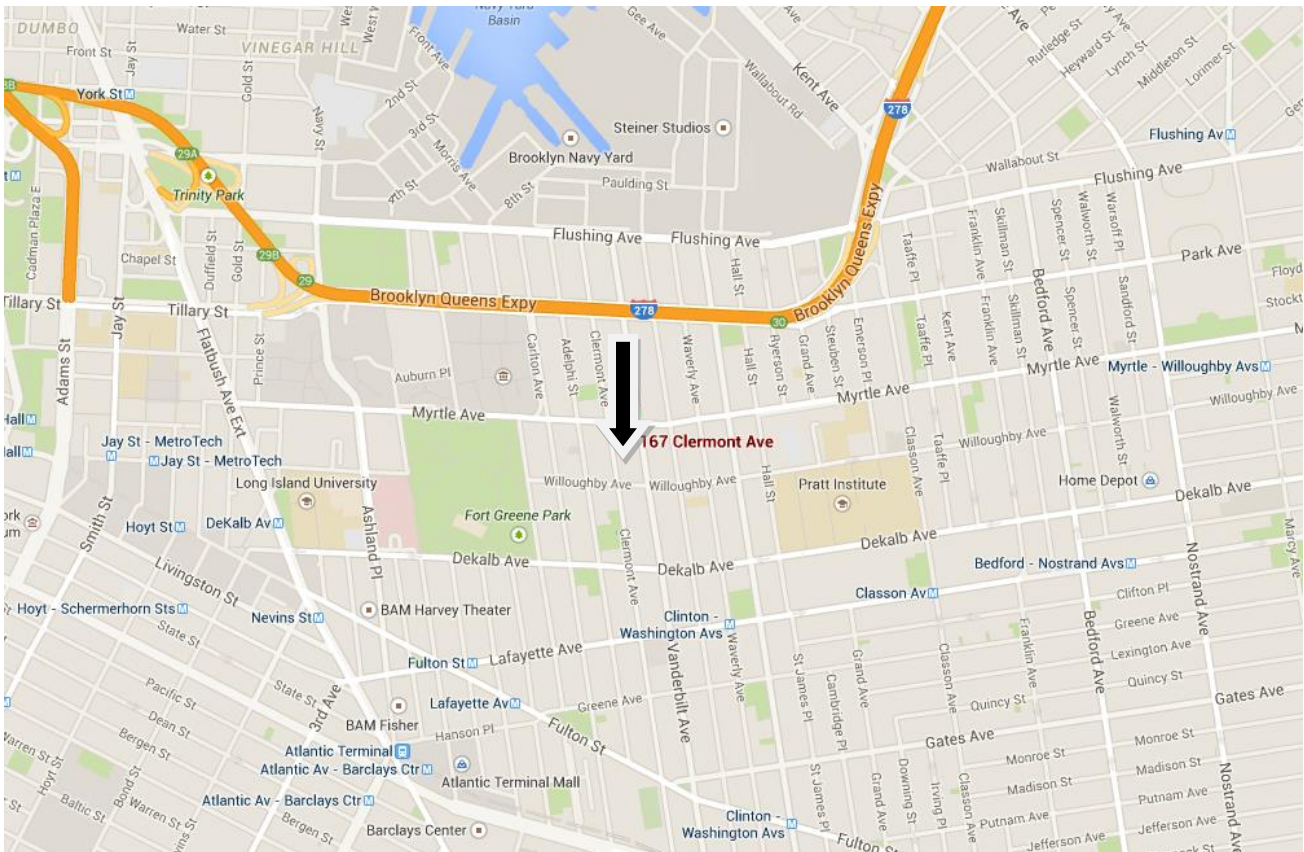 Navy Yard
Basin
DUMBO
Water St
Front St
VINEGAR HILL
Jay St
Gold St
Front Ave
Gee Ave
Kent Ave
Wallabout Rd
Rutledge St
Heyward St
Lynch St
Middleton St
Lorimer St
York St
2nd St
3rd St
Morris Ave
Navy St
278
Steiner Studios
Brooklyn Navy Yard
Flushing Av
Wallabout St
Flushing Ave
29A
Trinity Park
8th St
Paulding St
Cadman Plaza E
Brooklyn Queens Expy
Taaffe Pl
Franklin Ave
Skillman St
Spencer St
Walworth St
Warsoff Pl
Flushing Ave
Flushing Ave
Park Ave
Chapel St
Duffield St
Gold St
29B
29
Hall St
Bedford Ave
Spencer St
Sandford St
Floyd
Tillary St
Tillary St
Brooklyn Queens Expy
278
Brooklyn Queens Expy
30
Jay St
Adams St
Flatbush Ave Ext
Prince St
Auburn Pl
Carlton Ave
Adelphi St
Clermont Ave
Waverly Ave
Hall St
Ryerson St
Grand Ave
Steuben St
Emerson Pl
Taaffe Pl
Kent Ave
Franklin Ave
Skillman St
Myrtle Ave
Myrtle Ave
Myrtle Ave
Myrtle - Willoughby Avs
Walworth St
Willoughby Ave
167 Clermont Ave
Jay St - MetroTech
Jay St - MetroTech
Willoughby Ave
Classon Ave
Taaffe Pl
Long Island University
Willoughby Ave
Willoughby Ave
Hall St
Pratt Institute
Home Depot
Dekalb Ave
Smith St
Hoyt St
DeKalb Av
Ashland Pl
Fort Greene Park
Clermont Ave
Dekalb Ave
Dekalb Ave
Dekalb Ave
Marcy Ave
Livingston St
Bedford - Nostrand Avs
Nostrand Ave
Hoyt - Schermerhorn Sts
State St
Nevins St
BAM Harvey Theater
Clinton -
Washington Avs
Classon Av
Clifton Pl
Greene Ave
Lexington Ave
Bedford Ave
Franklin Ave
Fulton St
Lafayette Ave
Vanderbilt Ave
Waverly Ave
St James Pl
Cambridge Pl
Grand Ave
Classon Ave
Quincy St
Quincy St
Gates Ave
Pacific St
Dean St
Bergen St
State St
3rd Ave
BAM Fisher
Lafayette Av
Hanson Pl
Greene Ave
Fulton St
Gates Ave
Monroe St
Monroe St
Madison St
Madison St
Atlantic Terminal
Atlantic Av - Barclays Ctr
Atlantic Terminal Mall
Warren St
Hoyt St
Bond St
Baltic St
Warren St
Bergen St
Atlantic Av - Barclays Ctr
Barclays Center
Clinton -
Washington Avs
St James Pl
Grand Ave
Downing St
Irving Pl
Classon Ave
Putnam Ave
Putnam Ave
Jefferson Ave
Jefferson Ave
Nostrand Ave
Fulton St